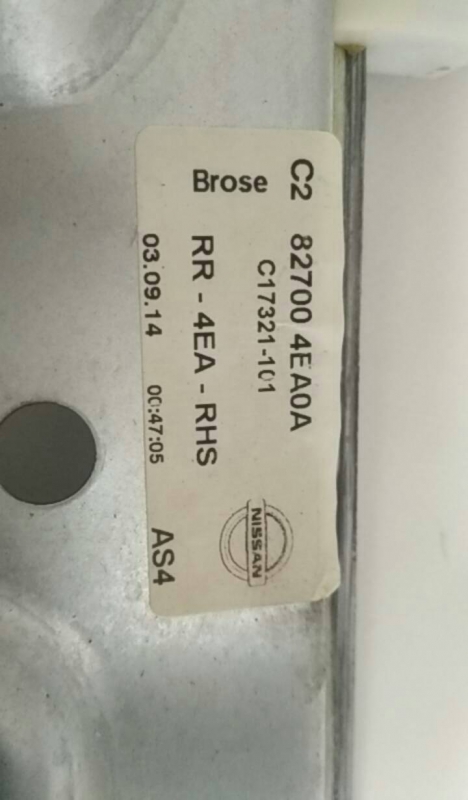 C2 82700 4EA0A
Brose
C17321-101
RR - 4EA - RHS
NISSAN
03.09.14 00:47:05 AS4